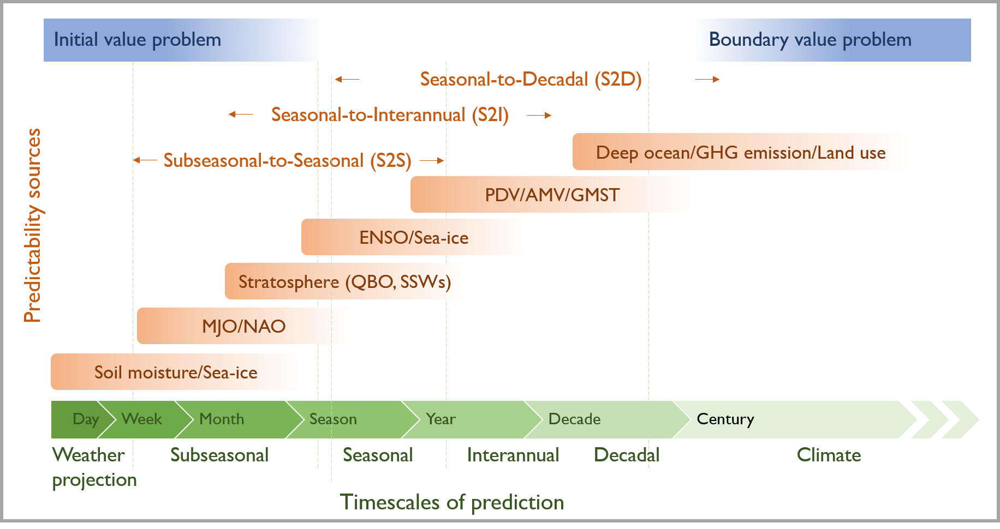 Initial value problem
Boundary value problem
Seasonal-to-Decadal (S2D)
Seasonal-to-Interannual (S2I)
Subseasonal-to-Seasonal (S2S)
Predictability sources
Deep ocean/GHG emission/Land use
PDV/AMV/GMST
ENSO/Sea-ice
Stratosphere (QBO, SSWs)
MJO/NAO
Soil moisture/Sea-ice
Day
Week
Month
Season
Year
Decade
Century
Weather
projection
Subseasonal
Seasonal
Interannual
Decadal
Climate
Timescales of prediction